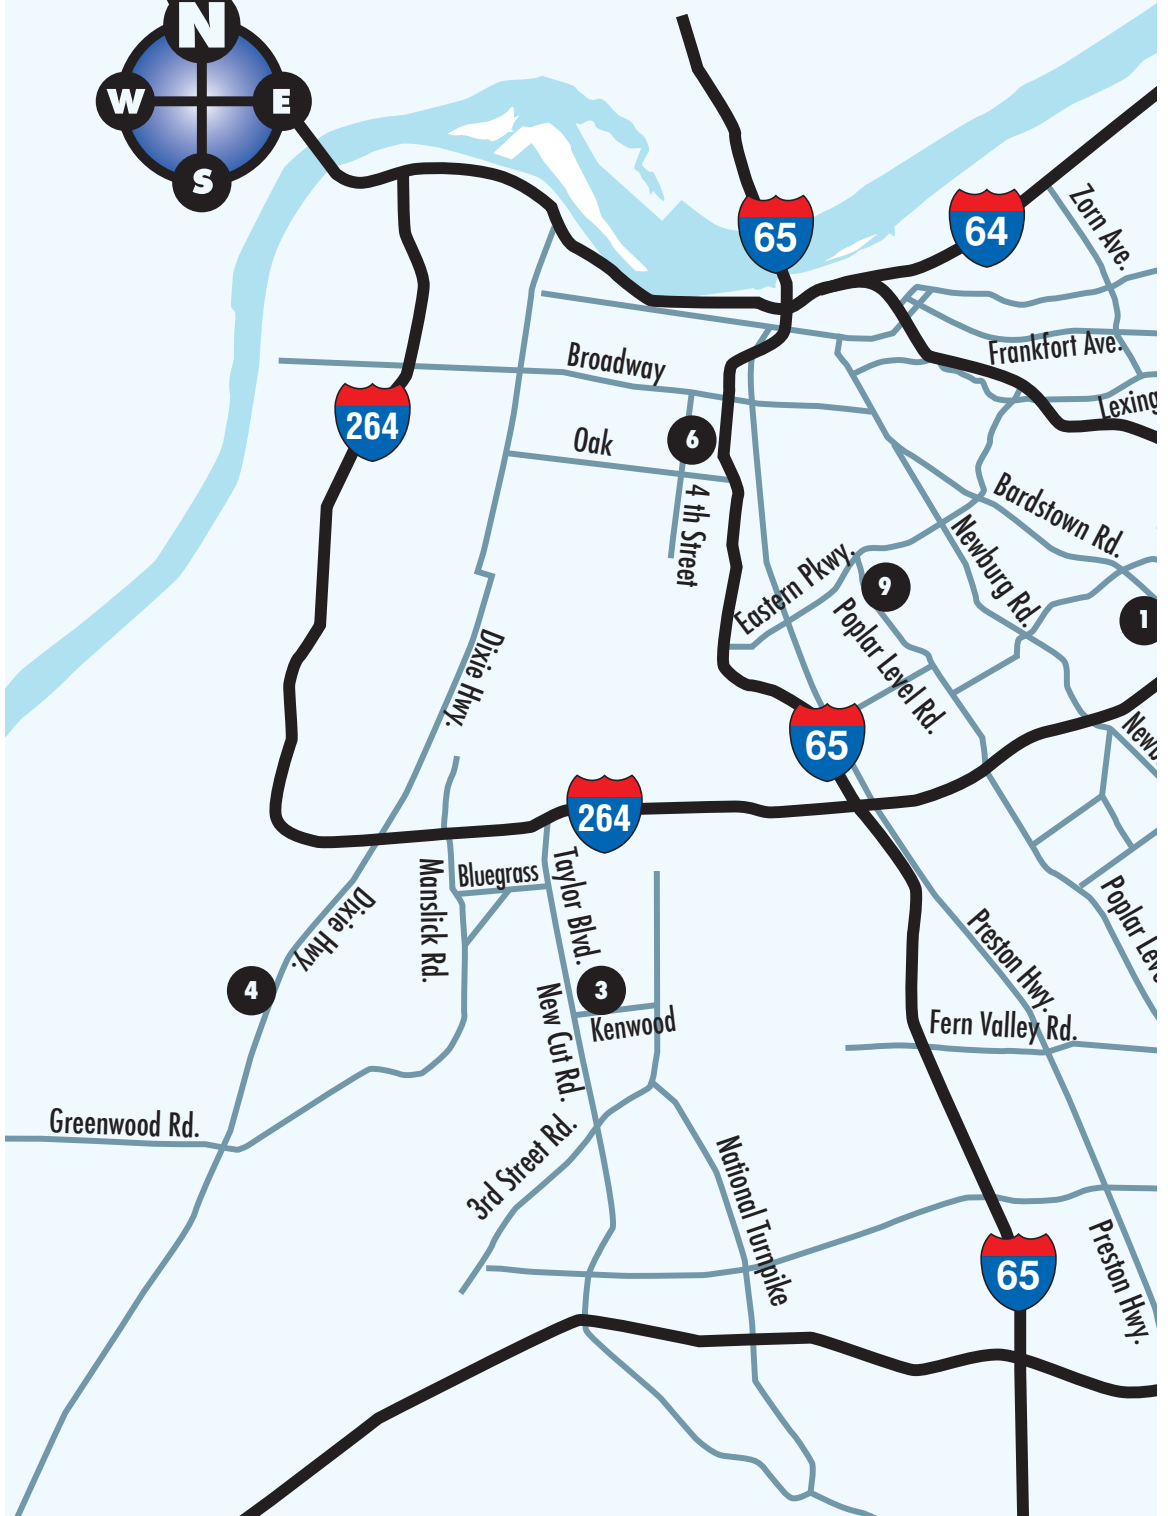 N
W
E
S
65
64
Zorn Ave.
Frankfort Ave.
Broadway
Lexing
264
6
Oak
4 th Street
Bardstown Rd.
Newburg Rd.
Eastern Pkwy.
9
1
Poplar Level Rd.
Dixie Hwy.
65
Newb
264
Bluegrass
Taylor Blvd.
Manslick Rd.
Dixie Hwy.
Poplar Leve
Preston Hwy.
4
3
New Cut Rd.
Kenwood
Fern Valley Rd.
Greenwood Rd.
3rd Street Rd.
National Turnpike
65
Preston Hwy.